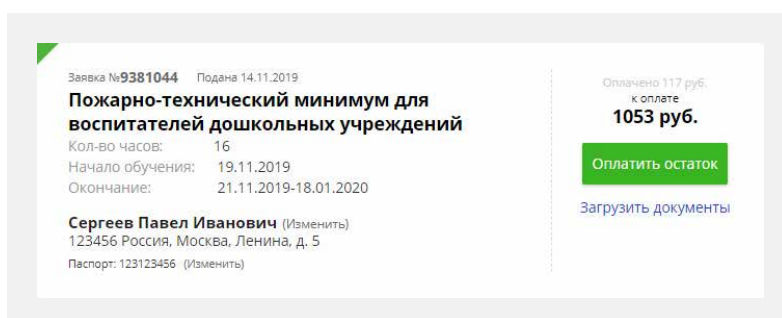 Заявка №9381044 Подана 14.11.2019
Пожарно-технический минимум для
воспитателей дошкольных учреждений
Кол-во часов: 16
Начало обучения: 19.11.2019
Окончание: 21.11.2019-18.01.2020
Сергеев Павел Иванович (Изменить)
123456 Россия, Москва, Ленина, д. 5
Паспорт: 123123456 (Изменить)
Оплачено 117 руб.
к оплате
1053 руб.
Оплатить остаток
Загрузить документы